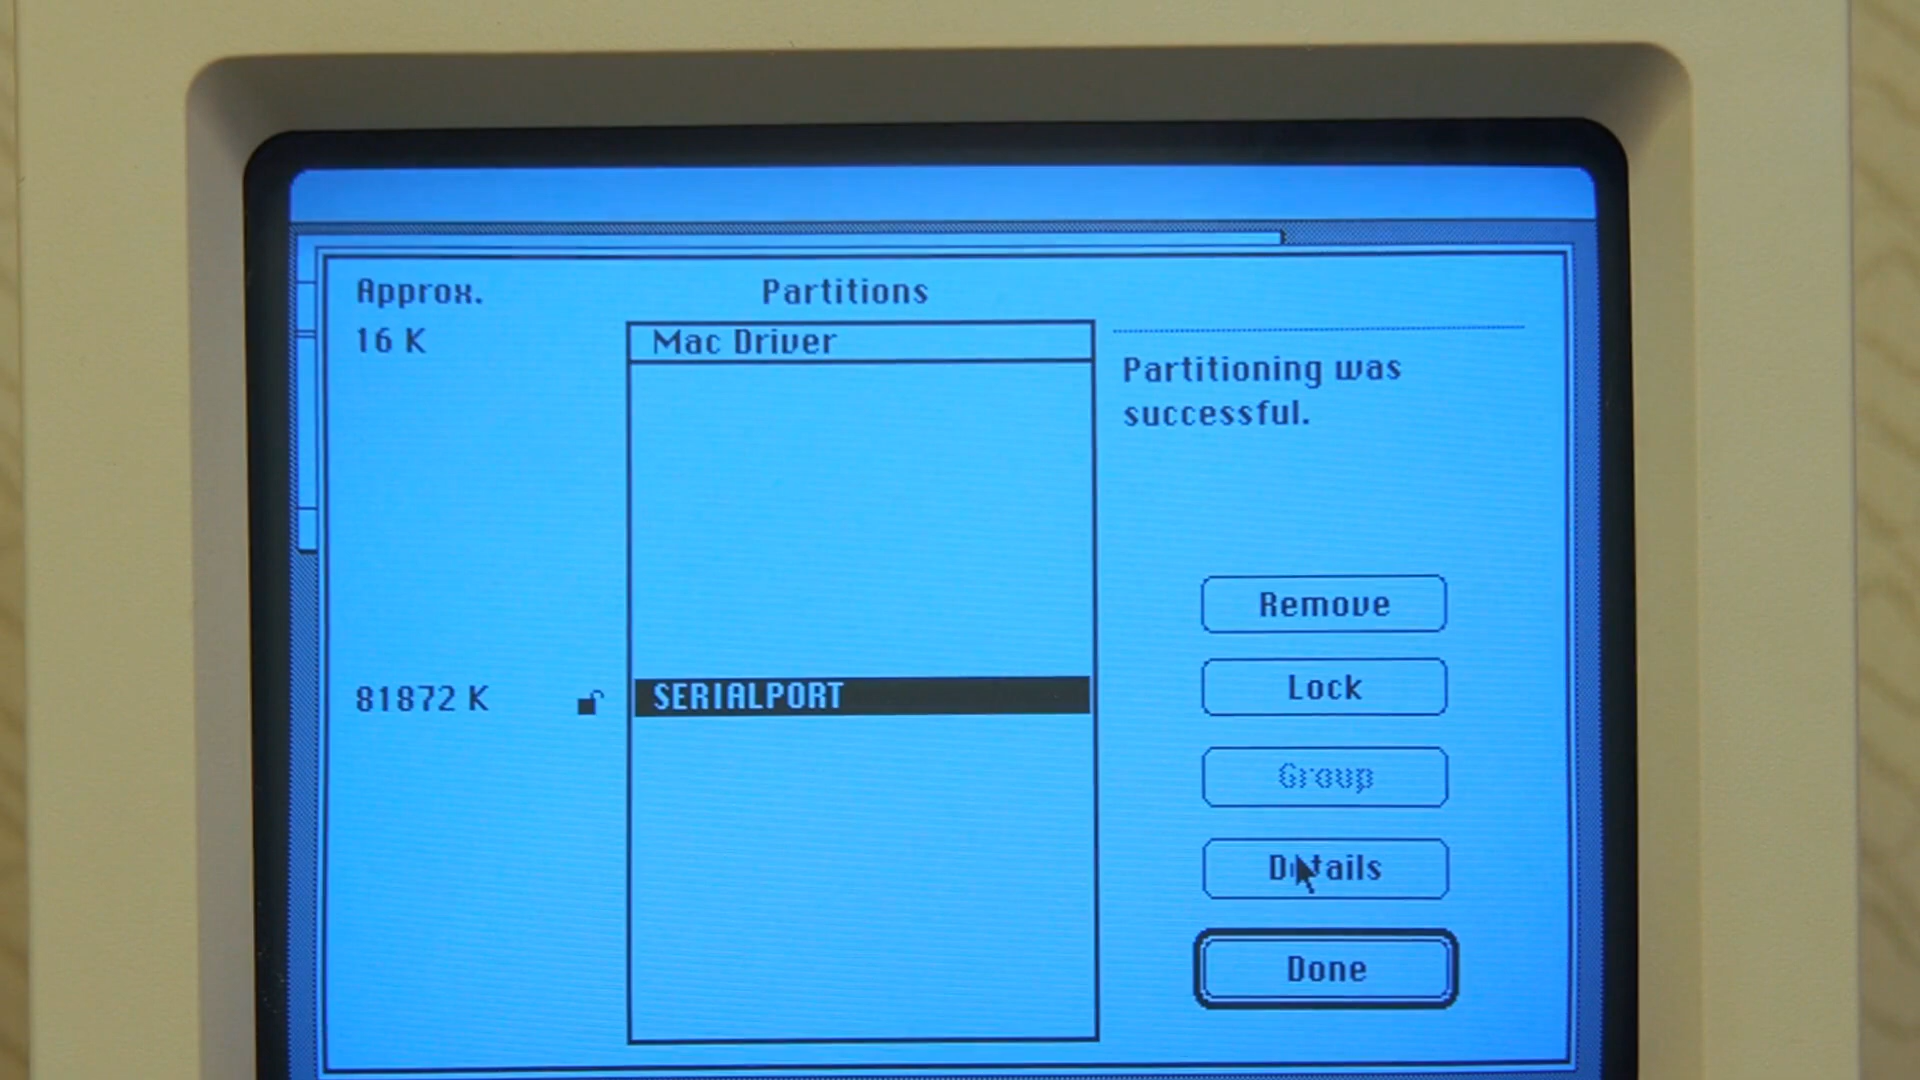 Approx.
Partitions
16 K
Mac Driver
Partitioning was
successful.
Remove
Lock
81872 K
SERIALPORT
Group
Details
Done